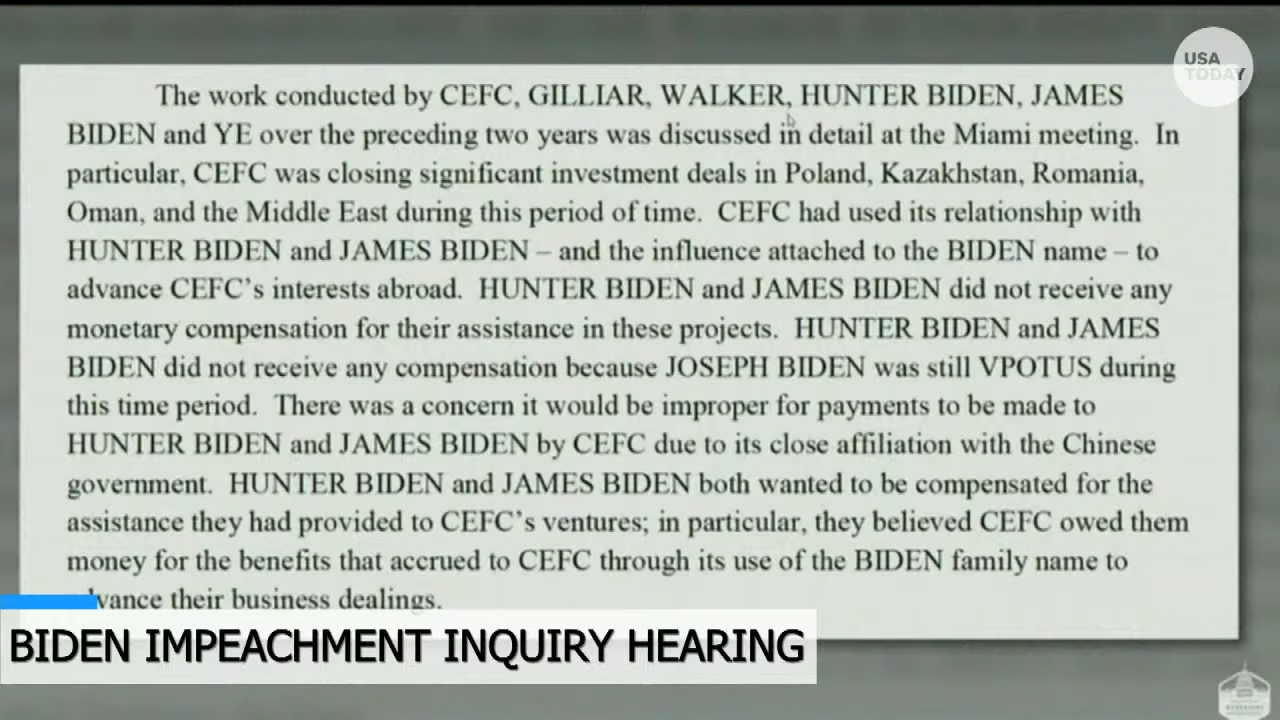 USA
TODAY
The work conducted by CEFC, GILLIAR, WALKER, HUNTER BIDEN, JAMES
BIDEN and YE over the preceding two years was discussed in detail at the Miami meeting. In
particular, CEFC was closing significant investment deals in Poland, Kazakhstan, Romania,
Oman, and the Middle East during this period of time. CEFC had used its relationship with
HUNTER BIDEN and JAMES BIDEN – and the influence attached to the BIDEN name – to
advance CEFC's interests abroad. HUNTER BIDEN and JAMES BIDEN did not receive any
monetary compensation for their assistance in these projects. HUNTER BIDEN and JAMES
BIDEN did not receive any compensation because JOSEPH BIDEN was still VPOTUS during
this time period. There was a concern it would be improper for payments to be made to
HUNTER BIDEN and JAMES BIDEN by CEFC due to its close affiliation with the Chinese
government. HUNTER BIDEN and JAMES BIDEN both wanted to be compensated for the
assistance they had provided to CEFC's ventures; in particular, they believed CEFC owed them
money for the benefits that accrued to CEFC through its use of the BIDEN family name to
their business dealings.
BIDEN IMPEACHMENT INQUIRY HEARING